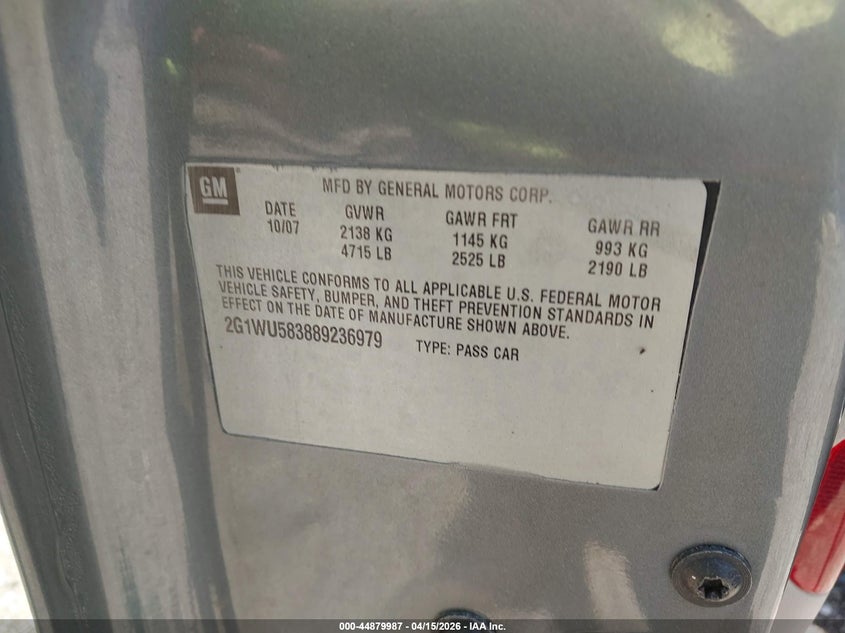 GM
MFD BY GENERAL MOTORS CORP.
DATE GVWR GAWR FRT GAWR RR
10/07 2138 KG 1145 KG 993 KG
4715 LB 2525 LB 2190 LB
THIS VEHICLE CONFORMS TO ALL APPLICABLE U.S. FEDERAL MOTOR
VEHICLE SAFETY, BUMPER, AND THEFT PREVENTION STANDARDS IN
EFFECT ON THE DATE OF MANUFACTURE SHOWN ABOVE.
2G1WU583889236979 TYPE: PASS CAR
000-44879987 - 04/15/2026 - IAA Inc.